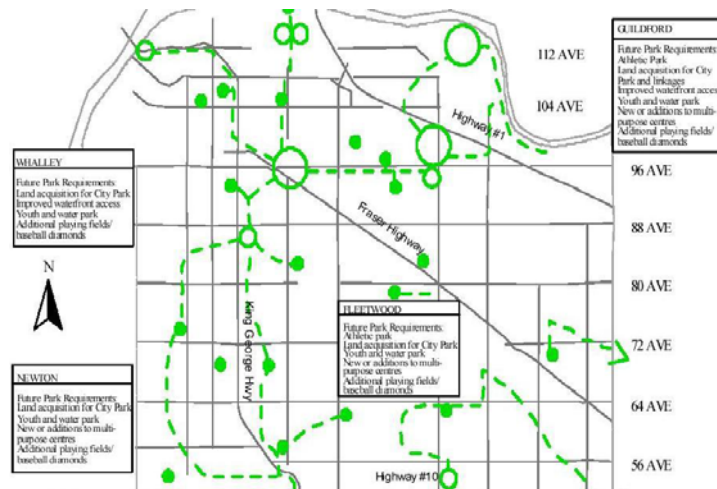 GUILDFORD
Future Park Requirements:
Athletic Park
Land acquisition for City
Park and linkages
Improved waterfront access
Youth and water park
New or additions to multi-
purpose centres
Additional playing fields/
baseball diamonds
112 AVE
104 AVE
Highway #1
WHALLEY
Future Park Requirements:
Land acquisition for City Park
Improved waterfront access
Youth and water park
Additional playing fields/
baseball diamonds
96 AVE
88 AVE
Fraser Highway
N
80 AVE
King George Hwy
FLEETWOOD
Future Park Requirements:
Athletic park
Land acquisition for City Park
Youth and water park
New or additions to multi-
purpose centres
Additional playing fields/
baseball diamonds
72 AVE
NEWTON
Future Park Requirements:
Land acquisition for City Park
Youth and water park
New or additions to multi-
purpose centres
Additional playing fields/
baseball diamonds
64 AVE
56 AVE
Highway #10